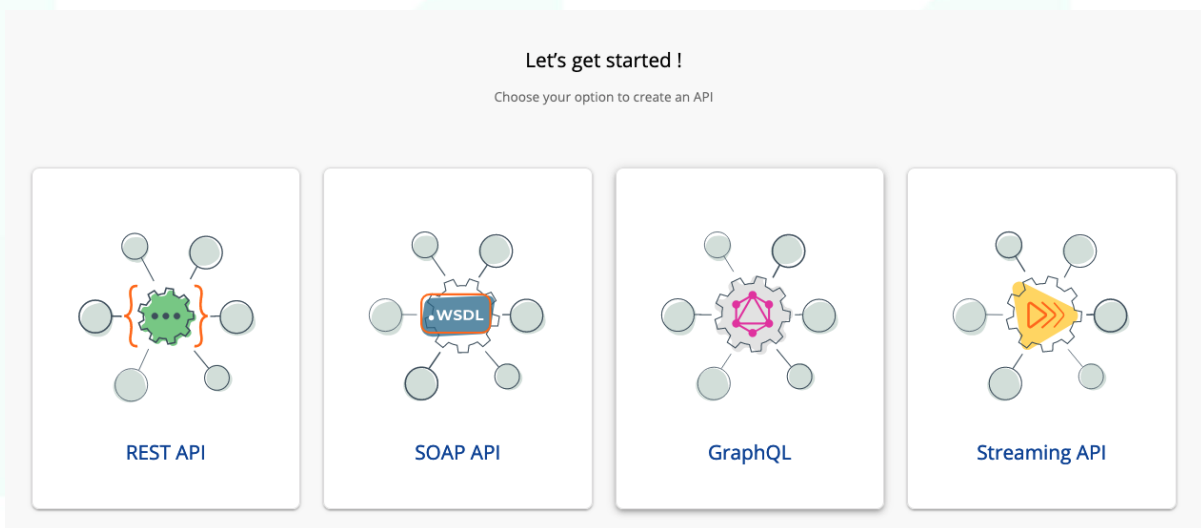 Let's get started !
Choose your option to create an API
.WSDL
REST API
SOAP API
GraphQL
Streaming API